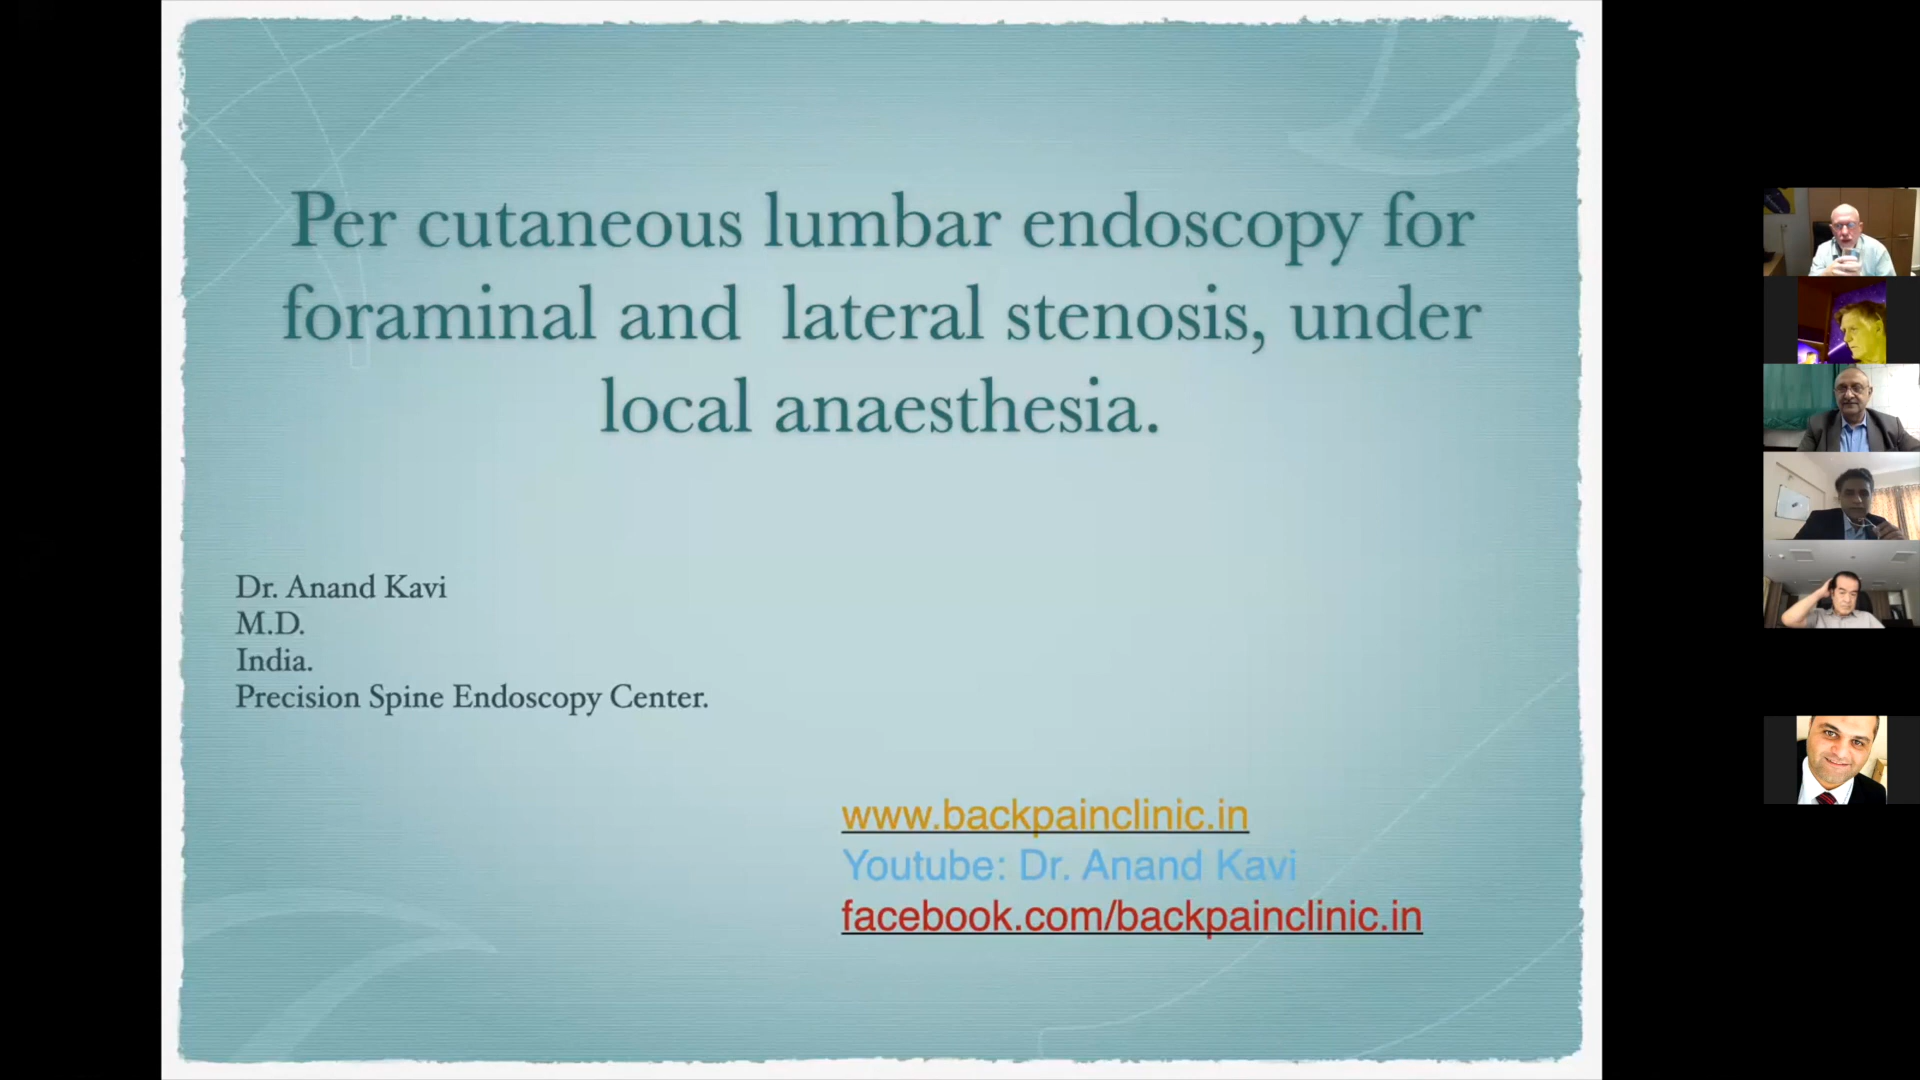 Per cutaneous lumbar endoscopy for
foraminal and lateral stenosis, under
local anaesthesia.
Dr. Anand Kavi
M.D.
India.
Precision Spine Endoscopy Center.
www.backpainclinic.in
Youtube: Dr. Anand Kavi
facebook.com/backpainclinic.in